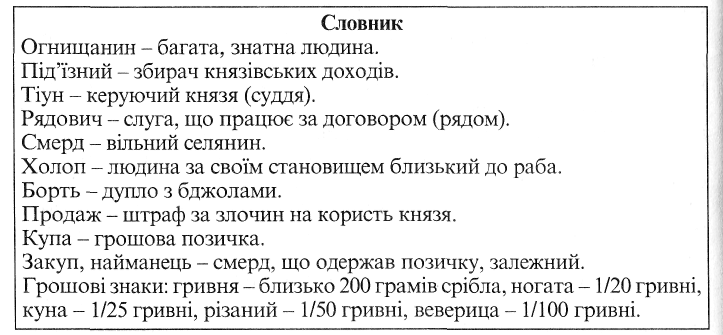 Словник
Огнищанин – багата, знатна людина.
Під’їзний – збирач князівських доходів.
Тіун – керуючий князя (суддя).
Рядович – слуга, що працює за договором (рядом).
Смерд – вільний селянин.
Холоп – людина за своїм становищем близький до раба.
Борть – дупло з бджолами.
Продаж – штраф за злочин на користь князя.
Купа – грошова позичка.
Закуп, найманець – смерд, що одержав позичку, залежний.
Грошові знаки: гривня – близько 200 грамів срібла, ногата – 1/20 гривні,
куна – 1/25 гривні, різаний – 1/50 гривні, веверица – 1/100 гривні.